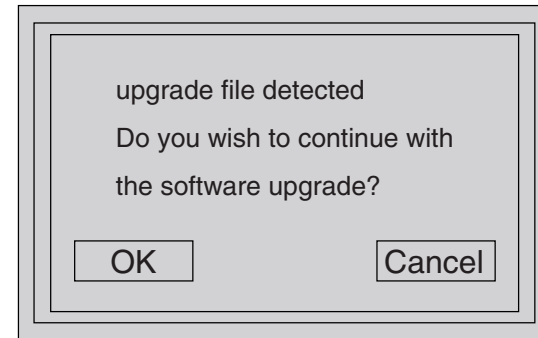 upgrade file detected
Do you wish to continue with
the software upgrade?
OK
Cancel